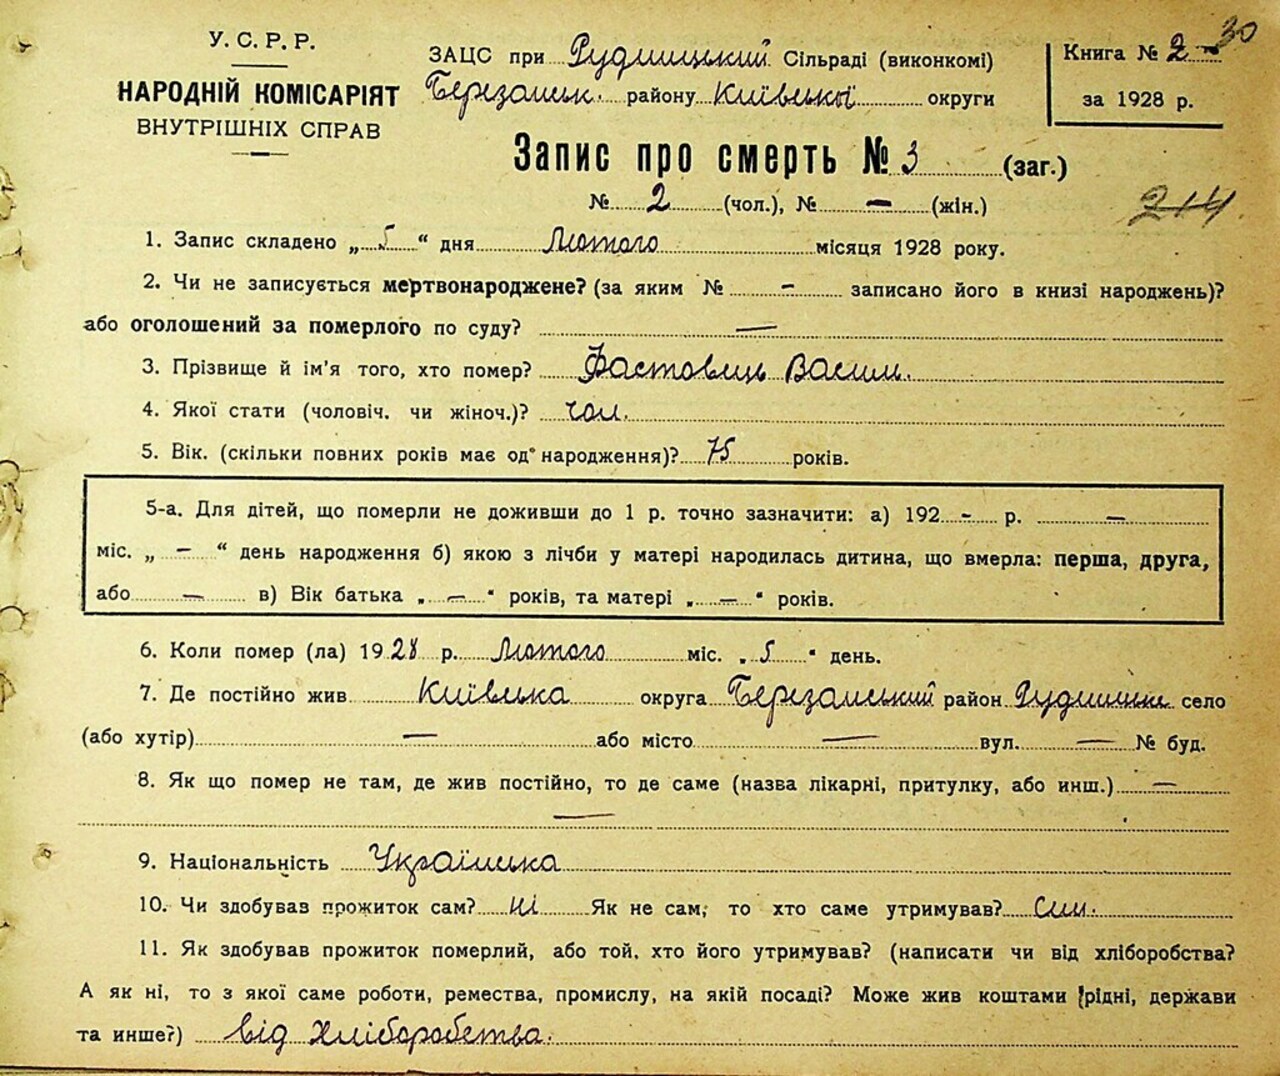 У. С. Р. Р.
НАРОДНІЙ КОМІСАРІЯТ
ВНУТРІШНІХ СПРАВ
ЗАЦС при Рудницький Сільраді (виконкомі)
Березанськ. району Київської округи
Книга № 2 30
за 1928 р.
Запис про смерть № 3 (заг.)
№ 2 (чол.), № — (жін.)
214
1. Запис складено „ 5 “ дня Лютого місяця 1928 року.
2. Чи не записується мертвонароджене? (за яким № - записано його в книзі народжень)?
або оголошений за померлого по суду? —
3. Прізвище й ім'я того, хто помер? Фастовець Васил.
4. Якої стати (чоловіч. чи жіноч.)? чол.
5. Вік. (скільки повних років має од народження)? 75 років.
5-а. Для дітей, що померли не доживши до 1 р. точно зазначити: а) 192 - р. —
міс. „ — “ день народження б) якою з лічби у матері народилась дитина, що вмерла: перша, друга,
або — в) Вік батька „ — “ років, та матері „ — “ років.
6. Коли помер (ла) 1928 р. Лютого міс. „ 5 “ день.
7. Де постійно жив Київська округа Березанський район Рудницьке село
(або хутір) — або місто — вул. — № буд.
8. Як що помер не там, де жив постійно, то де саме (назва лікарні, притулку, або инш.) —
—
9. Національність Українська
10. Чи здобував прожиток сам? ні Як не сам, то хто саме утримував? син.
11. Як здобував прожиток померлий, або той, хто його утримував? (написати чи від хліборобства?
А як ні, то з якої саме роботи, ремества, промислу, на якій посаді? Може жив коштами рідні, держави
та инше?) від Хліборобства.